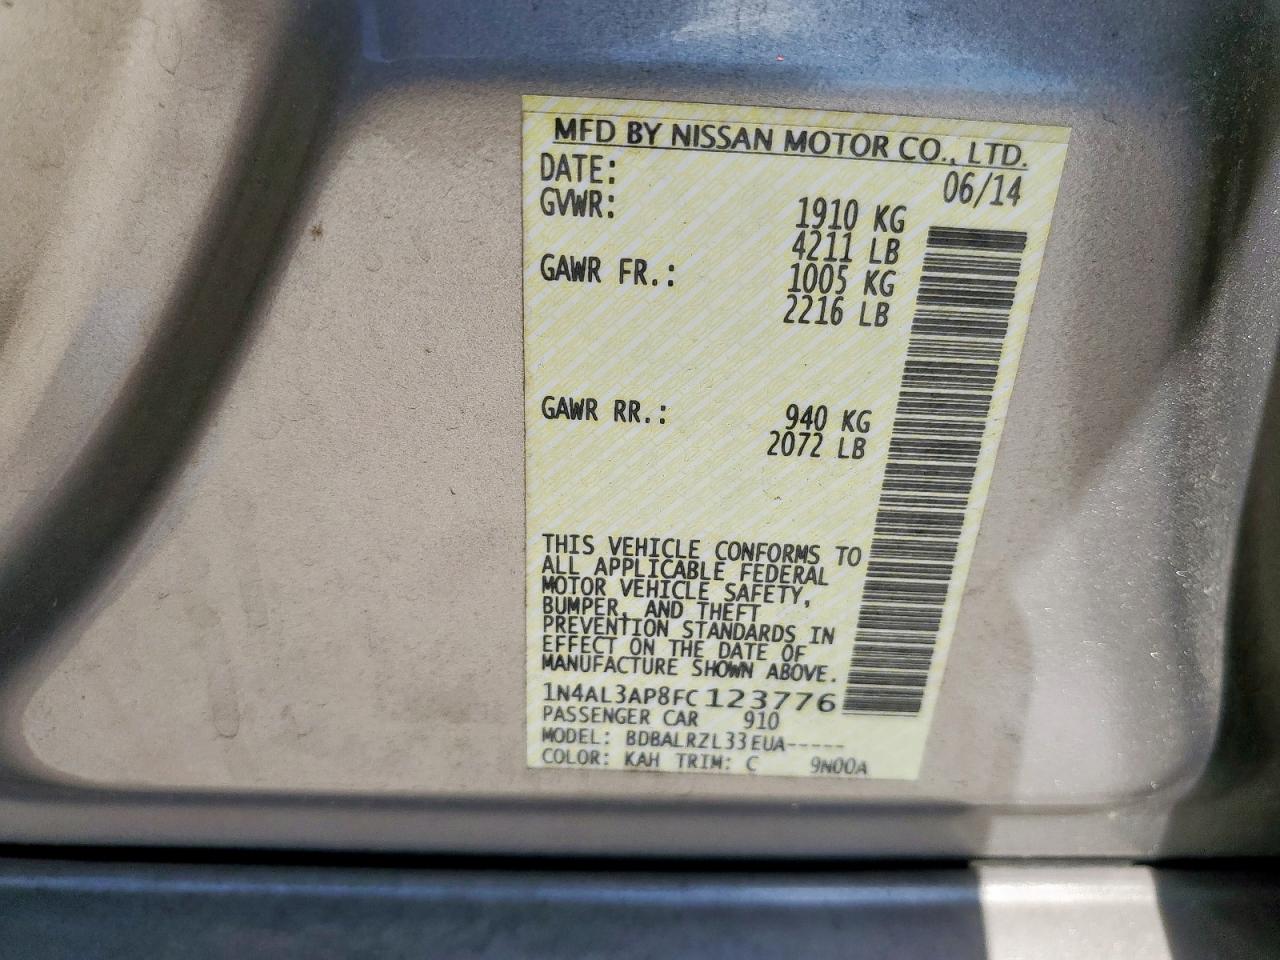 MFD BY NISSAN MOTOR CO., LTD.
DATE: 06/14
GVWR: 1910 KG
4211 LB
GAWR FR.: 1005 KG
2216 LB
GAWR RR.: 940 KG
2072 LB
THIS VEHICLE CONFORMS TO
ALL APPLICABLE FEDERAL
MOTOR VEHICLE SAFETY,
BUMPER, AND THEFT
PREVENTION STANDARDS IN
EFFECT ON THE DATE OF
MANUFACTURE SHOWN ABOVE.
1N4AL3AP8FC123776
PASSENGER CAR 910
MODEL: BDBALRZL33EUA-----
COLOR: KAH TRIM: C 9N00A